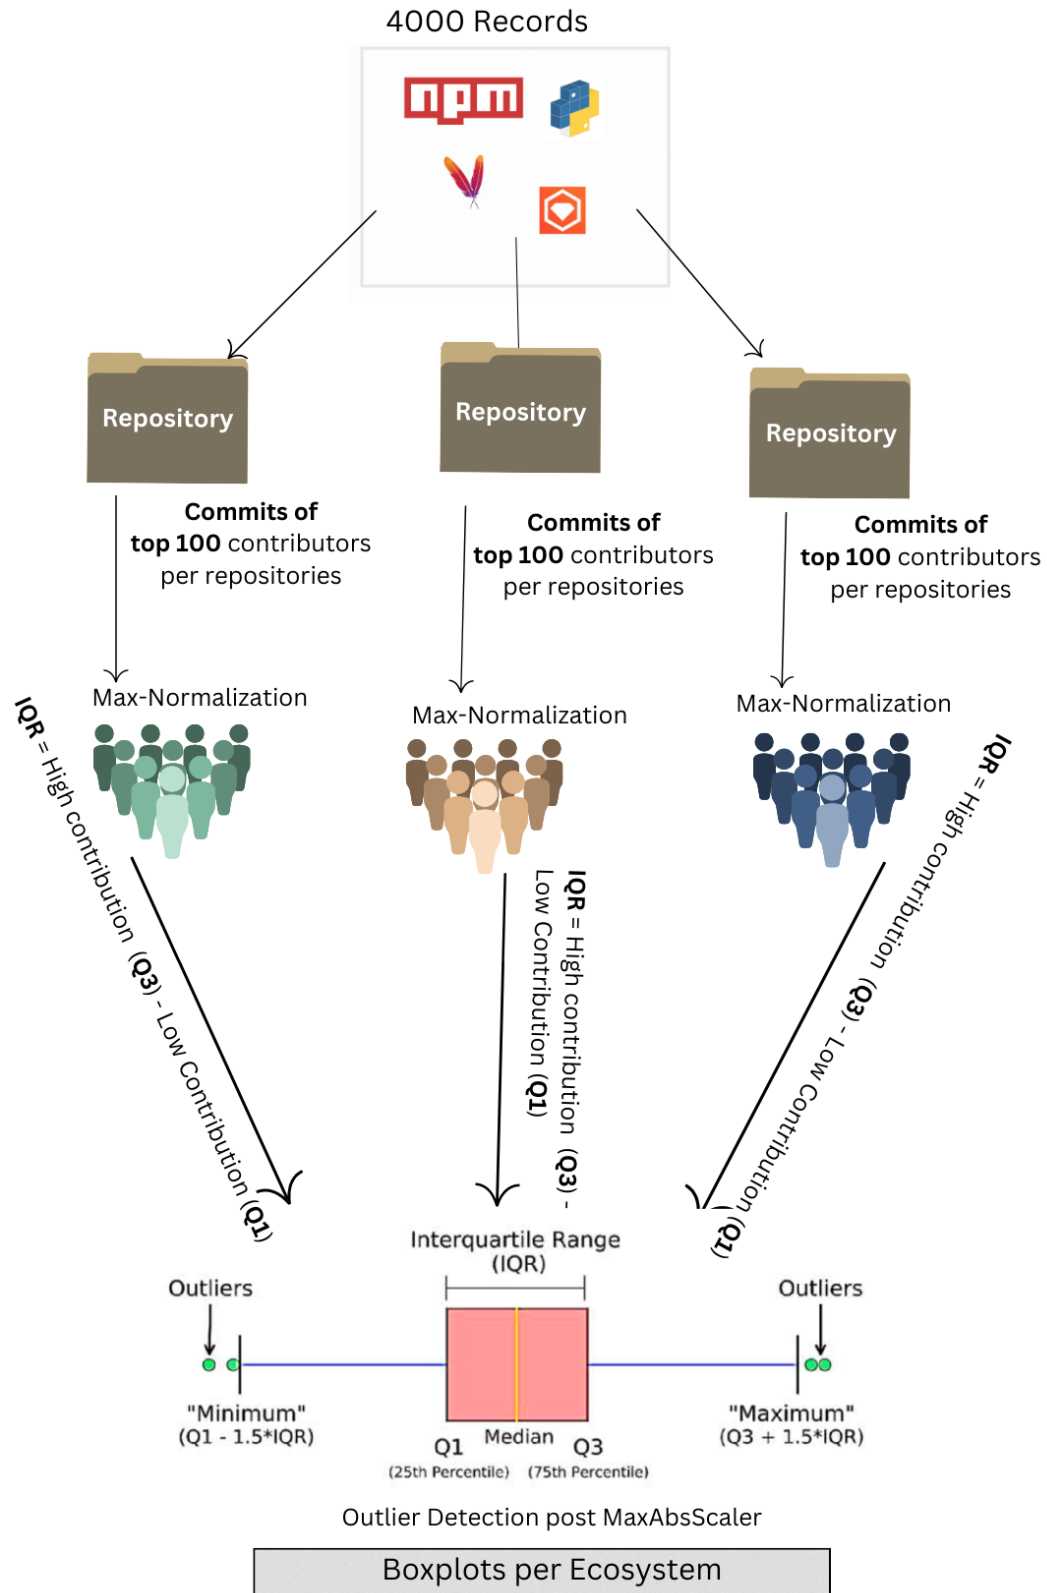 4000 Records
npm
Repository
Repository
Repository
Commits of
top 100 contributors
per repositories
Commits of
top 100 contributors
per repositories
Commits of
top 100 contributors
per repositories
Max-Normalization
Max-Normalization
Max-Normalization
IQR = High contribution (Q3) - Low Contribution (Q1)
IQR = High contribution (Q3) -
Low Contribution (Q1)
IQR = High contribution (Q3) - Low Contribution (Q1)
Interquartile Range
(IQR)
Outliers
Outliers
"Minimum"
(Q1 - 1.5*IQR)
"Maximum"
(Q3 + 1.5*IQR)
Q1
Median
Q3
(25th Percentile)
(75th Percentile)
Outlier Detection post MaxAbsScaler
Boxplots per Ecosystem